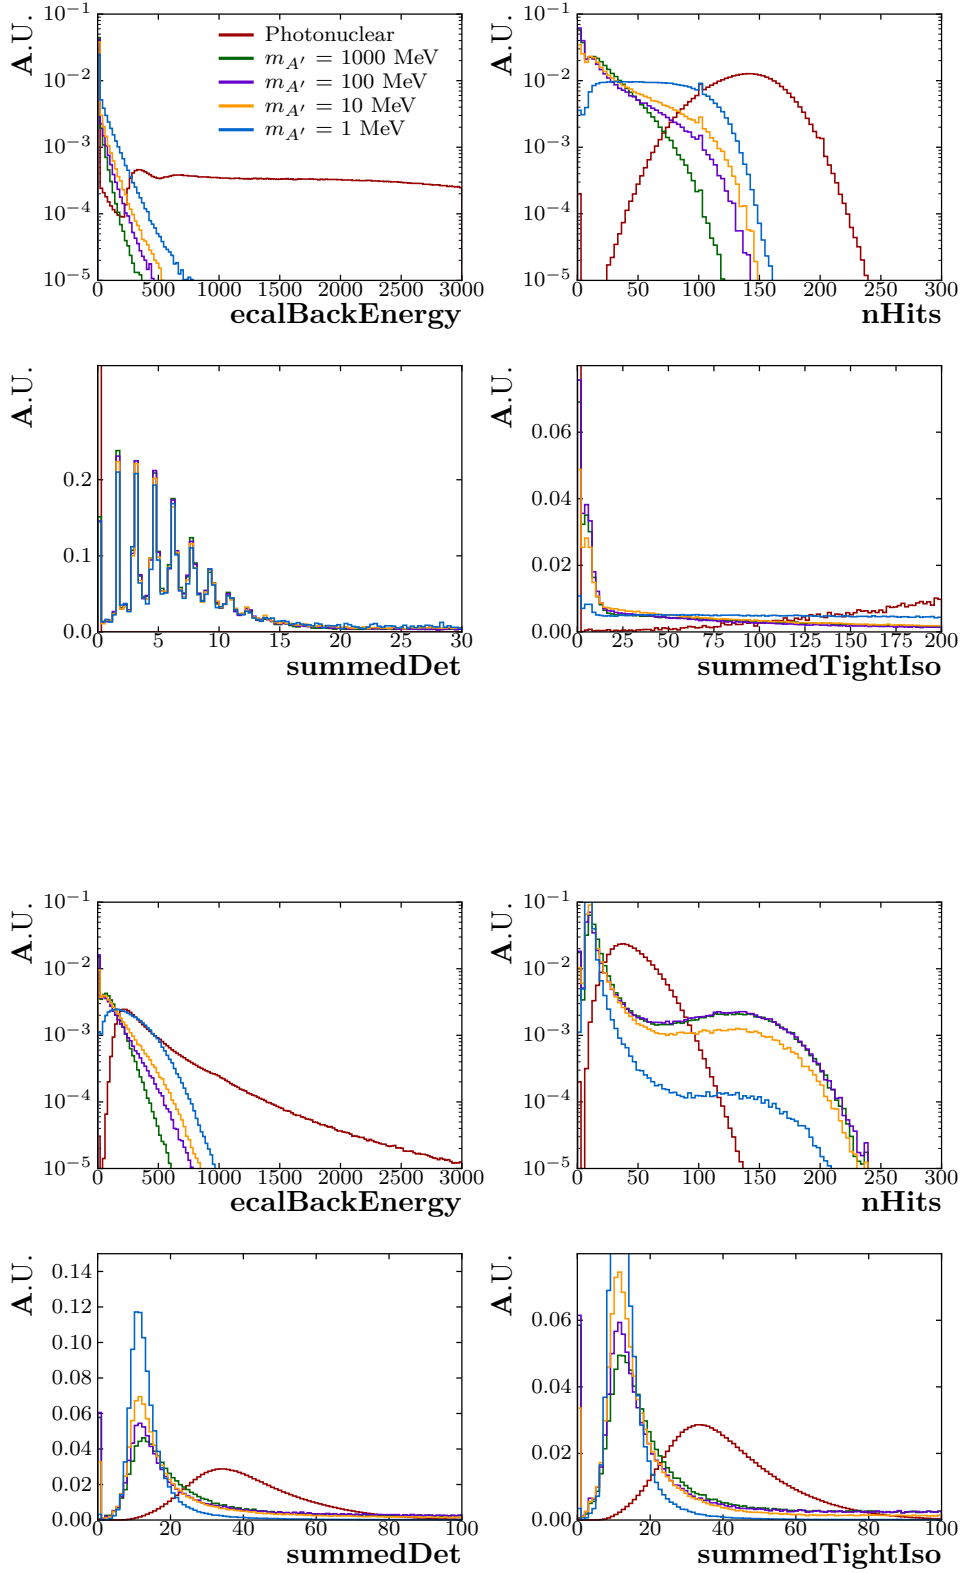 A.U.
10⁻¹
10⁻²
10⁻³
10⁻⁴
10⁻⁵
Photonuclear
m_A′ = 1000 MeV
m_A′ = 100 MeV
m_A′ = 10 MeV
m_A′ = 1 MeV
0 500 1000 1500 2000 2500 3000
ecalBackEnergy
A.U.
10⁻¹
10⁻²
10⁻³
10⁻⁴
10⁻⁵
0 50 100 150 200 250 300
nHits
A.U.
0.2
0.1
0.0
0 5 10 15 20 25 30
summedDet
A.U.
0.06
0.04
0.02
0.00
0 25 50 75 100 125 150 175 200
summedTightIso
A.U.
10⁻¹
10⁻²
10⁻³
10⁻⁴
10⁻⁵
0 500 1000 1500 2000 2500 3000
ecalBackEnergy
A.U.
10⁻¹
10⁻²
10⁻³
10⁻⁴
10⁻⁵
0 50 100 150 200 250 300
nHits
A.U.
0.14
0.12
0.10
0.08
0.06
0.04
0.02
0.00
0 20 40 60 80 100
summedDet
A.U.
0.06
0.04
0.02
0.00
0 20 40 60 80 100
summedTightIso